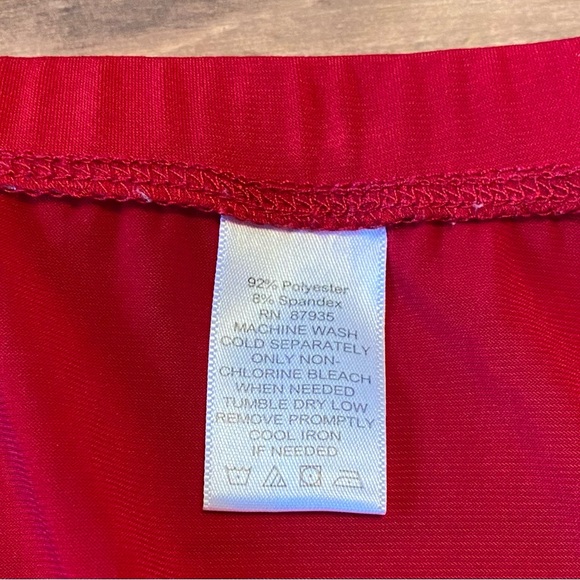 92% Polyester
8% Spandex
RN 87935
MACHINE WASH
COLD SEPARATELY
ONLY NON-
CHLORINE BLEACH
WHEN NEEDED
TUMBLE DRY LOW
REMOVE PROMPTLY
COOL IRON
IF NEEDED